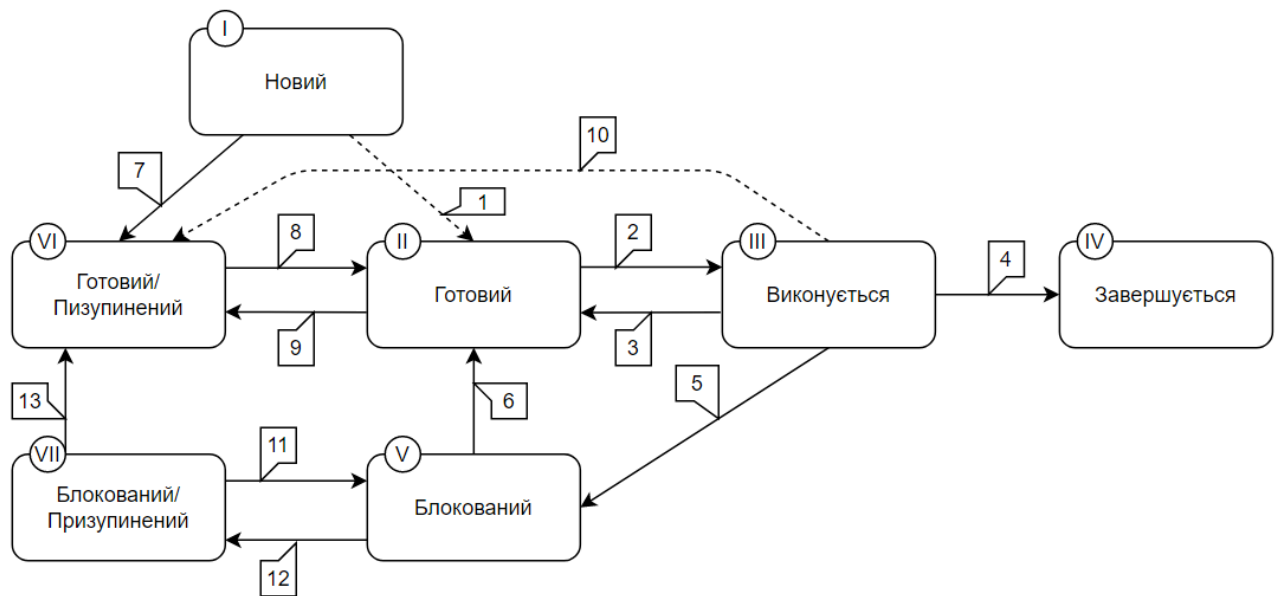 I
Новий
10
7
1
VI
8
II
2
III
4
IV
Готовий/
Пизупинений
Готовий
Виконується
Завершується
9
3
13
6
5
VII
11
V
Блокований/
Призупинений
Блокований
12